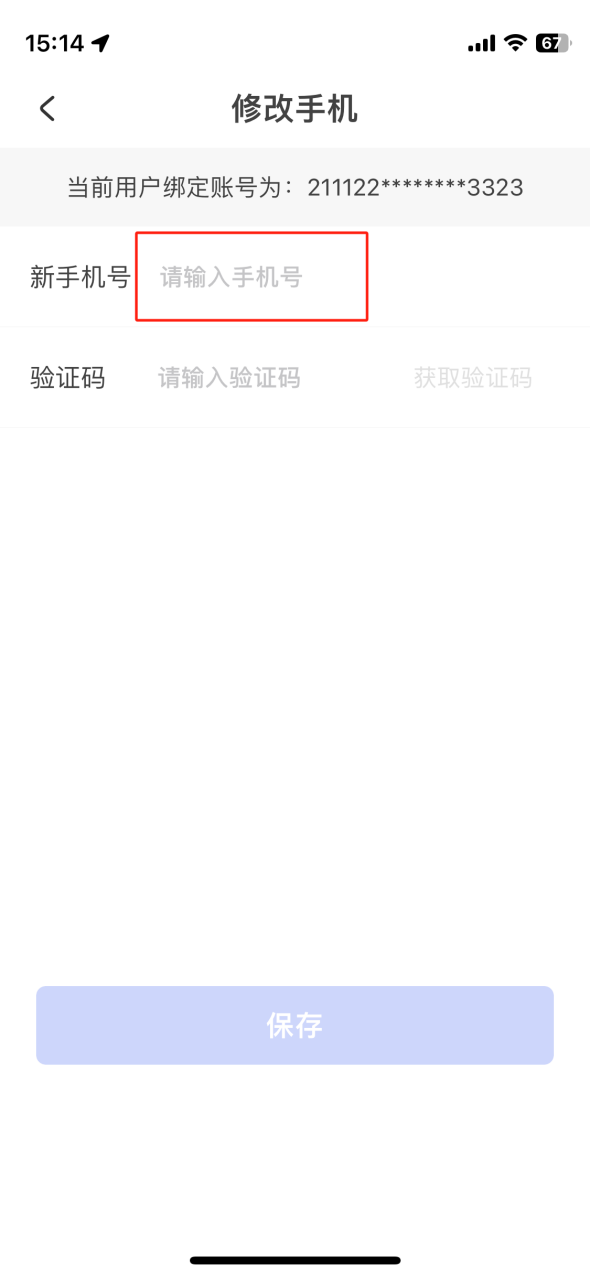 15:14
67
修改手机
当前用户绑定账号为：211122********3323
新手机号 请输入手机号
验证码 请输入验证码 获取验证码
保存